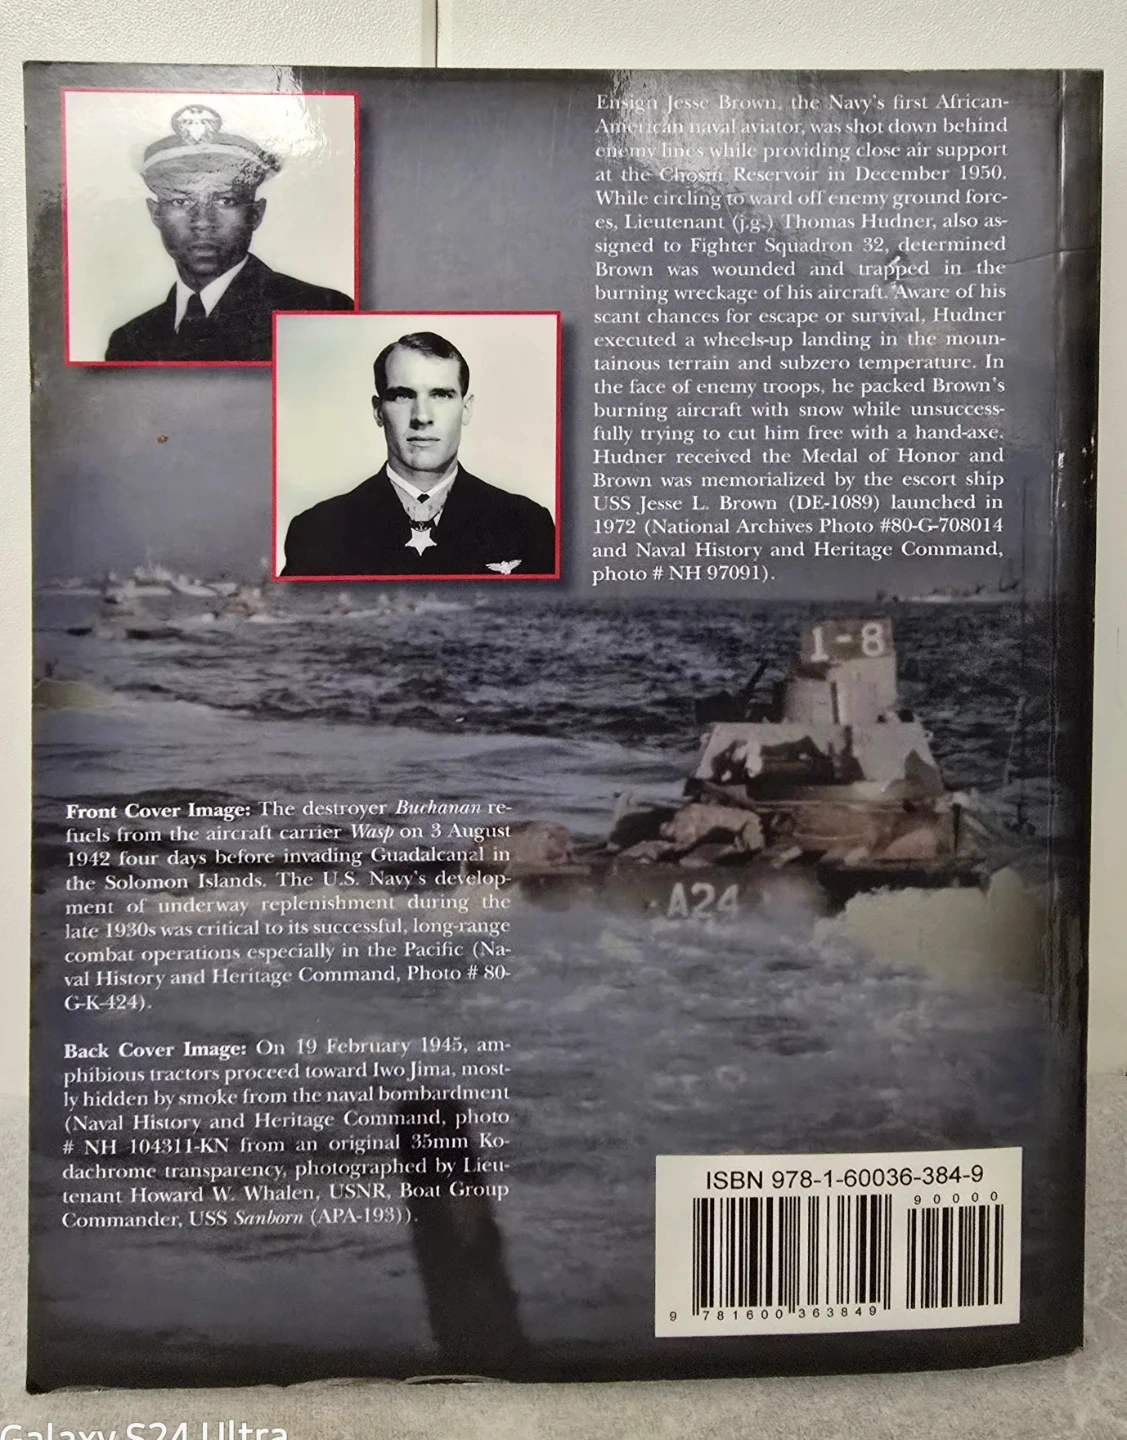 Ensign Jesse Brown, the Navy's first African-
American naval aviator, was shot down behind
enemy lines while providing close air support
at the Chosin Reservoir in December 1950.
While circling to ward off enemy ground forc-
es, Lieutenant (j.g.) Thomas Hudner, also as-
signed to Fighter Squadron 32, determined
Brown was wounded and trapped in the
burning wreckage of his aircraft. Aware of his
scant chances for escape or survival, Hudner
executed a wheels-up landing in the moun-
tainous terrain and subzero temperature. In
the face of enemy troops, he packed Brown's
burning aircraft with snow while unsuccess-
fully trying to cut him free with a hand-axe.
Hudner received the Medal of Honor and
Brown was memorialized by the escort ship
USS Jesse L. Brown (DE-1089) launched in
1972 (National Archives Photo #80-G-708014
and Naval History and Heritage Command,
photo # NH 97091).
1-8
A24
Front Cover Image: The destroyer Buchanan re-
fuels from the aircraft carrier Wasp on 3 August
1942 four days before invading Guadalcanal in
the Solomon Islands. The U.S. Navy's develop-
ment of underway replenishment during the
late 1930s was critical to its successful, long-range
combat operations especially in the Pacific (Na-
val History and Heritage Command, Photo # 80-
G-K-424).
Back Cover Image: On 19 February 1945, am-
phibious tractors proceed toward Iwo Jima, most-
ly hidden by smoke from the naval bombardment
(Naval History and Heritage Command, photo
# NH 104311-KN from an original 35mm Ko-
dachrome transparency, photographed by Lieu-
tenant Howard W. Whalen, USNR, Boat Group
Commander, USS Sanborn (APA-193)).
ISBN 978-1-60036-384-9
90000
9 781600 363849
Galaxy S24 Ultra